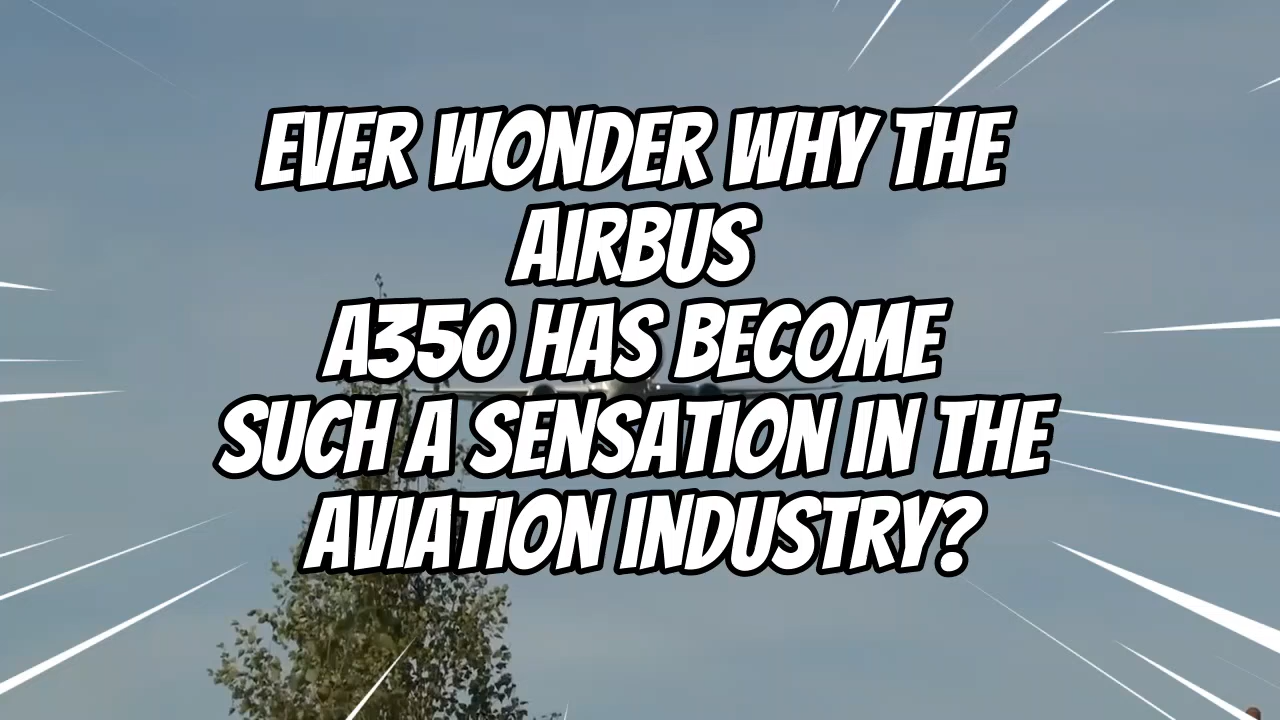 EVER WONDER WHY THE
AIRBUS
A350 HAS BECOME
SUCH A SENSATION IN THE
AVIATION INDUSTRY?